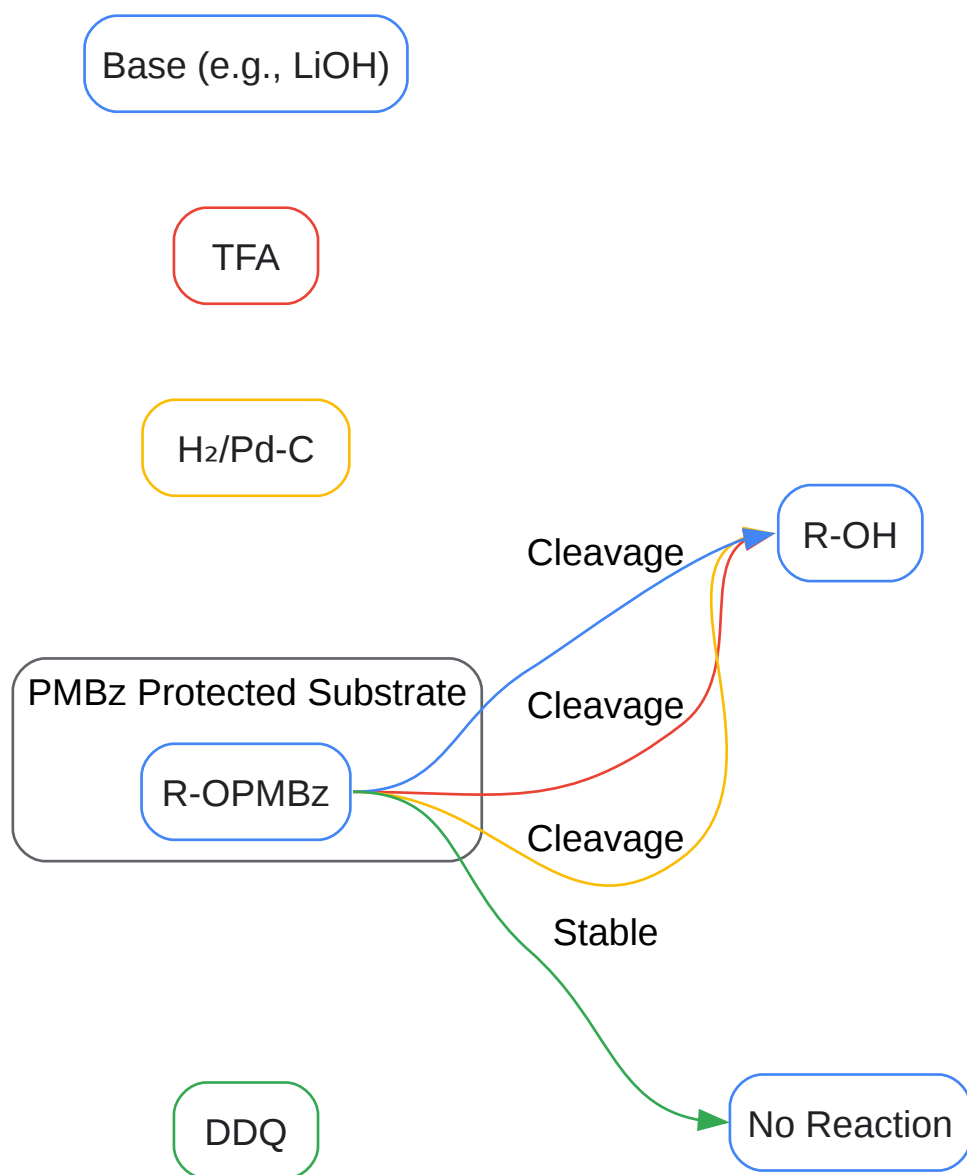 Base (e.g., LiOH)
TFA
H₂/Pd-C
R-OH
Cleavage
PMBz Protected Substrate
Cleavage
R-OPMBz
Cleavage
Stable
DDQ
No Reaction